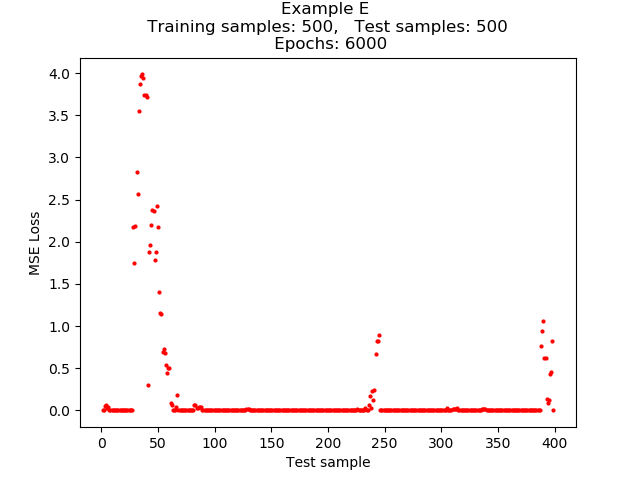 Example E
Training samples: 500,   Test samples: 500
Epochs: 6000
4.0
3.5
3.0
2.5
2.0
1.5
1.0
0.5
0.0
MSE Loss
0 50 100 150 200 250 300 350 400
Test sample